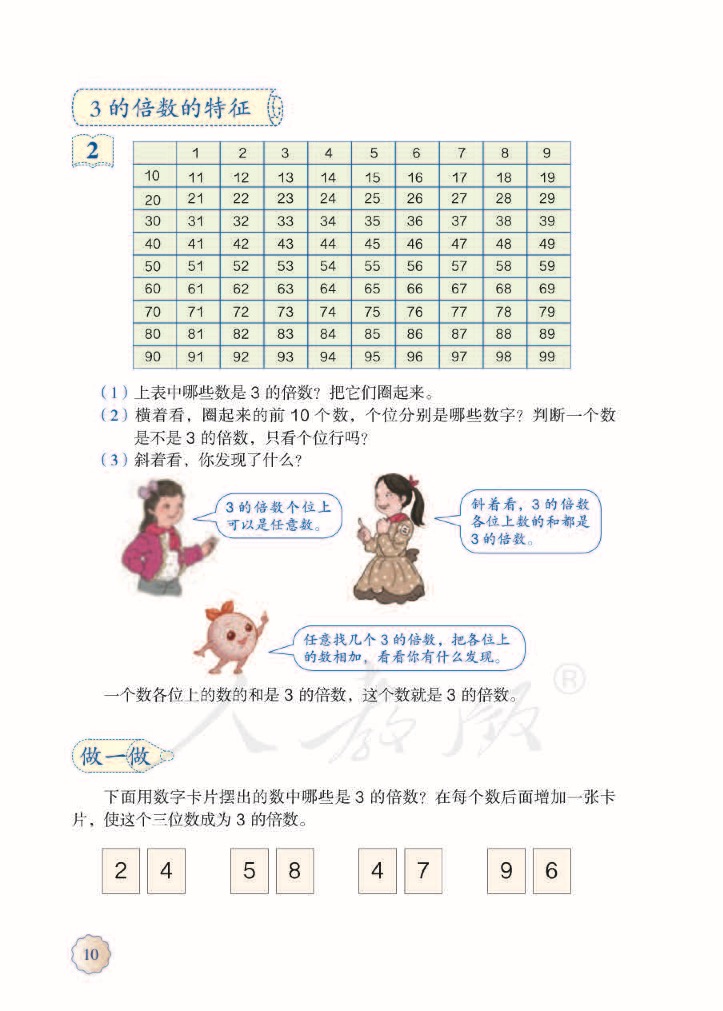 3 的倍数的特征
2
1 2 3 4 5 6 7 8 9
10 11 12 13 14 15 16 17 18 19
20 21 22 23 24 25 26 27 28 29
30 31 32 33 34 35 36 37 38 39
40 41 42 43 44 45 46 47 48 49
50 51 52 53 54 55 56 57 58 59
60 61 62 63 64 65 66 67 68 69
70 71 72 73 74 75 76 77 78 79
80 81 82 83 84 85 86 87 88 89
90 91 92 93 94 95 96 97 98 99
（1）上表中哪些数是 3 的倍数？把它们圈起来。
（2）横着看，圈起来的前 10 个数，个位分别是哪些数字？判断一个数
是不是 3 的倍数，只看个位行吗？
（3）斜着看，你发现了什么？
3 的倍数个位上
可以是任意数。
斜着看，3 的倍数
各位上数的和都是
3 的倍数。
任意找几个 3 的倍数，把各位上
的数相加，看看你有什么发现。
一个数各位上的数的和是 3 的倍数，这个数就是 3 的倍数。
人教版®
做一做
下面用数字卡片摆出的数中哪些是 3 的倍数？在每个数后面增加一张卡
片，使这个三位数成为 3 的倍数。
2 4 5 8 4 7 9 6
10